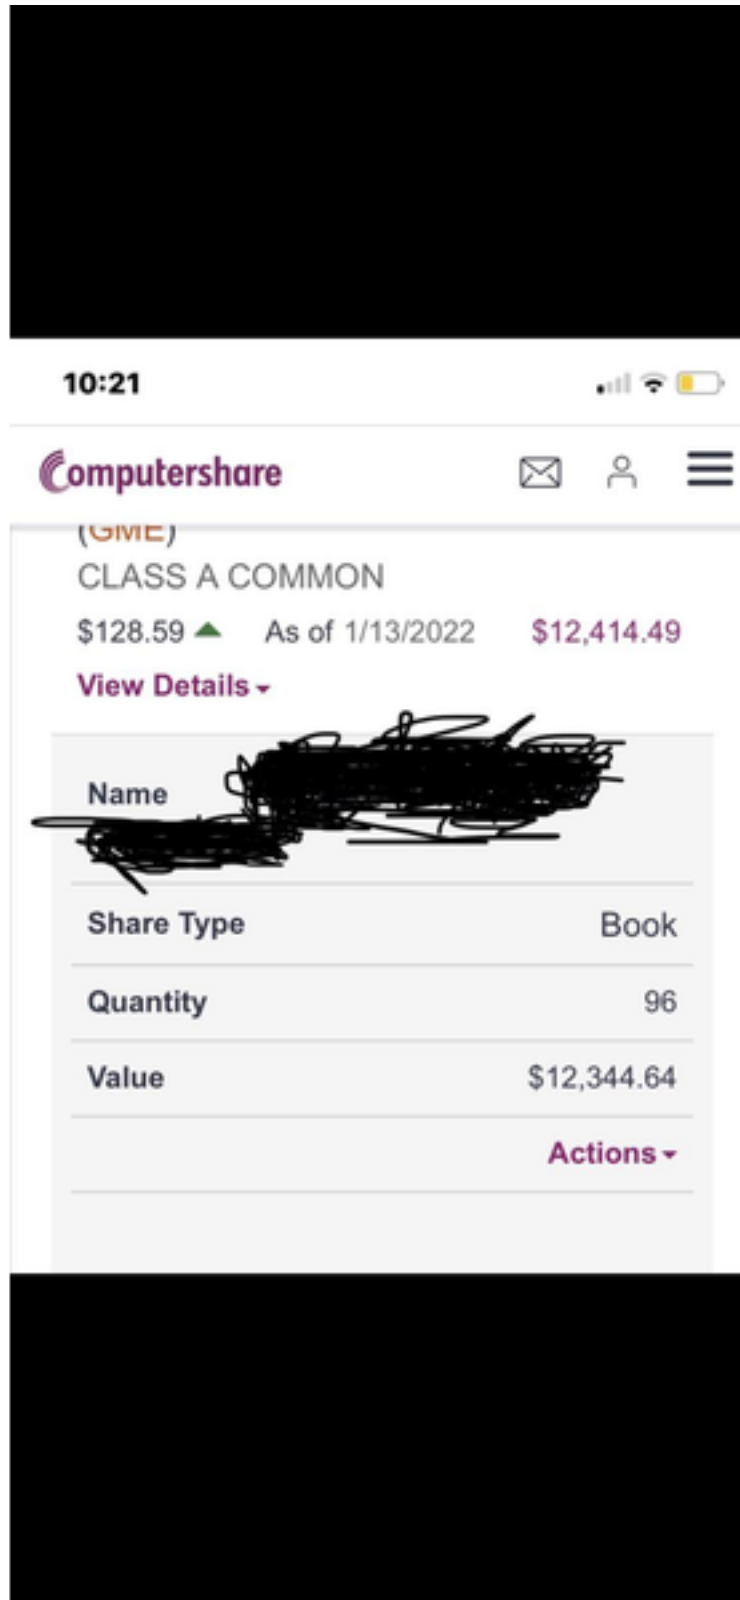 10:21
Computershare
(GME)
CLASS A COMMON
$128.59 As of 1/13/2022 $12,414.49
View Details
Name
Share Type Book
Quantity 96
Value $12,344.64
Actions